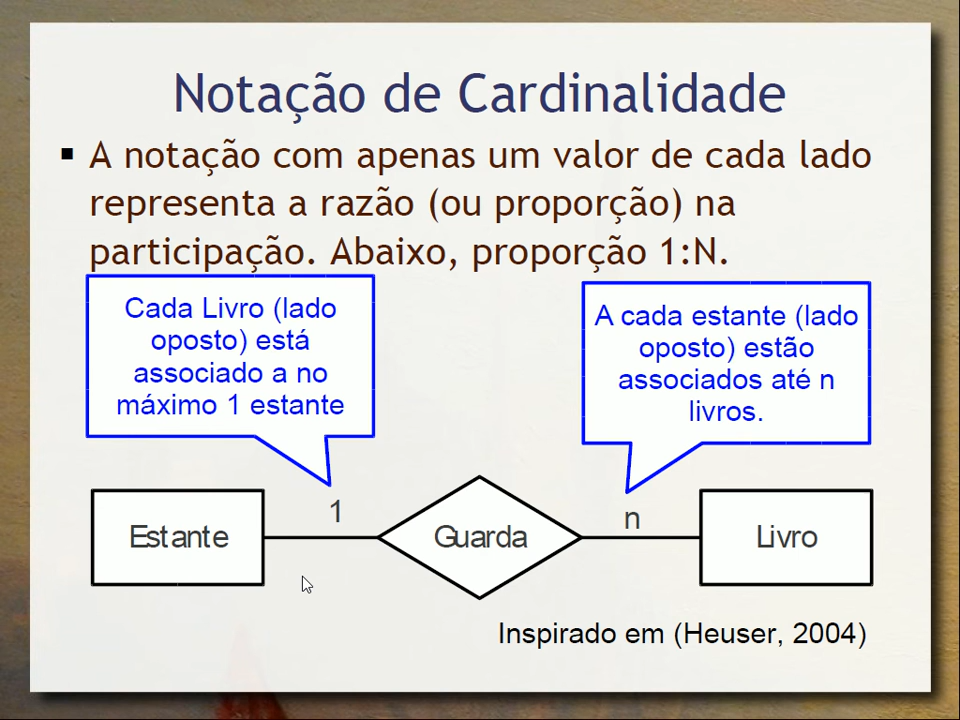 Notação de Cardinalidade
A notação com apenas um valor de cada lado
representa a razão (ou proporção) na
participação. Abaixo, proporção 1:N.
Cada Livro (lado
oposto) está
associado a no
máximo 1 estante
A cada estante (lado
oposto) estão
associados até n
livros.
Estante
1
Guarda
n
Livro
Inspirado em (Heuser, 2004)